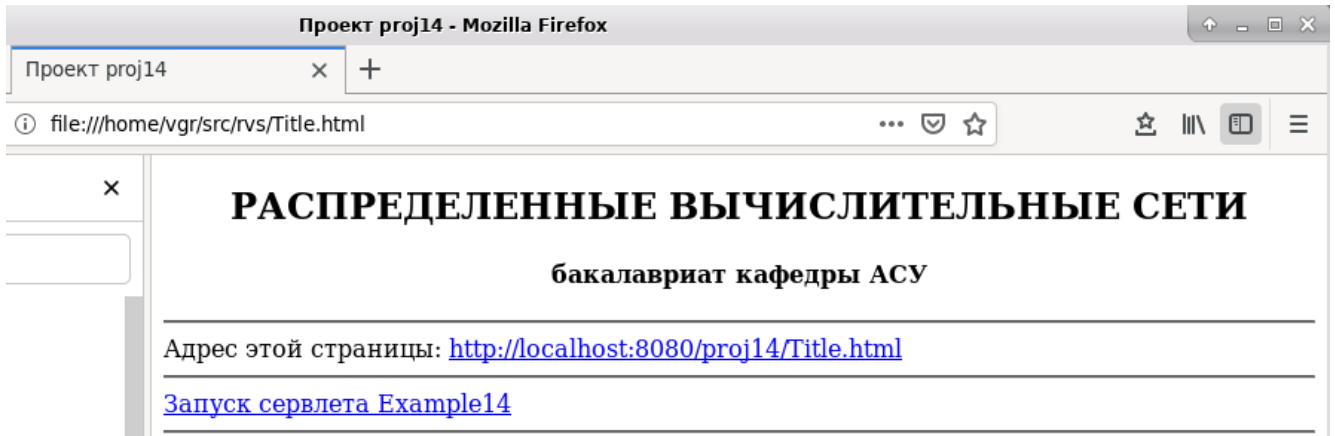 Проект proj14 - Mozilla Firefox
Проект proj14
file:///home/vgr/src/rvs/Title.html
РАСПРЕДЕЛЕННЫЕ ВЫЧИСЛИТЕЛЬНЫЕ СЕТИ
бакалавриат кафедры АСУ
Адрес этой страницы: http://localhost:8080/proj14/Title.html
Запуск сервлета Example14